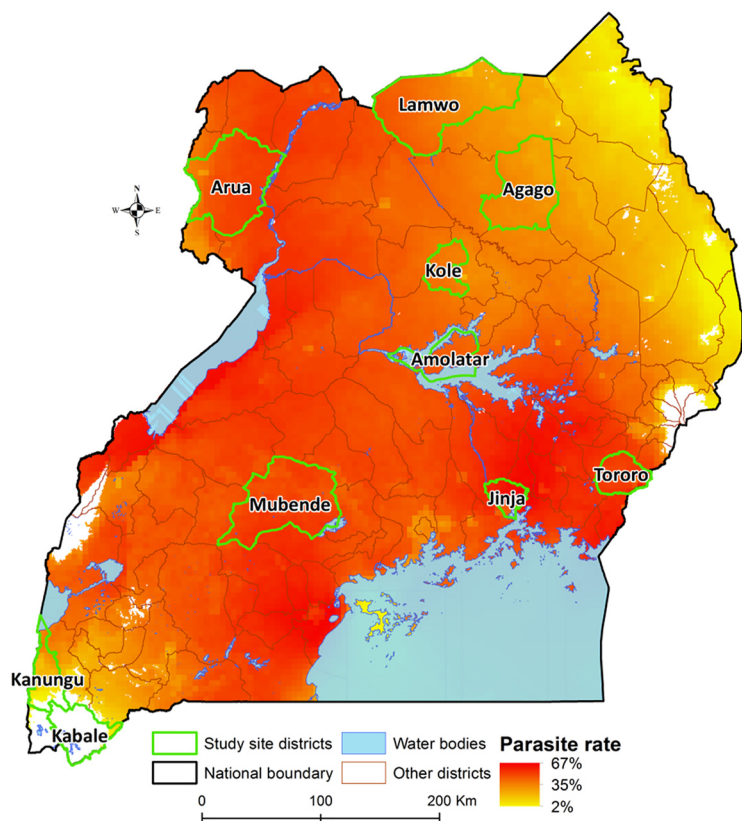 Lamwo
Arua
Agago
N
W E
S
Kole
Amolatar
Tororo
Jinja
Mubende
Kanungu
Kabale
Study site districts
Water bodies
Parasite rate
National boundary
Other districts
67%
35%
2%
0 100 200 Km